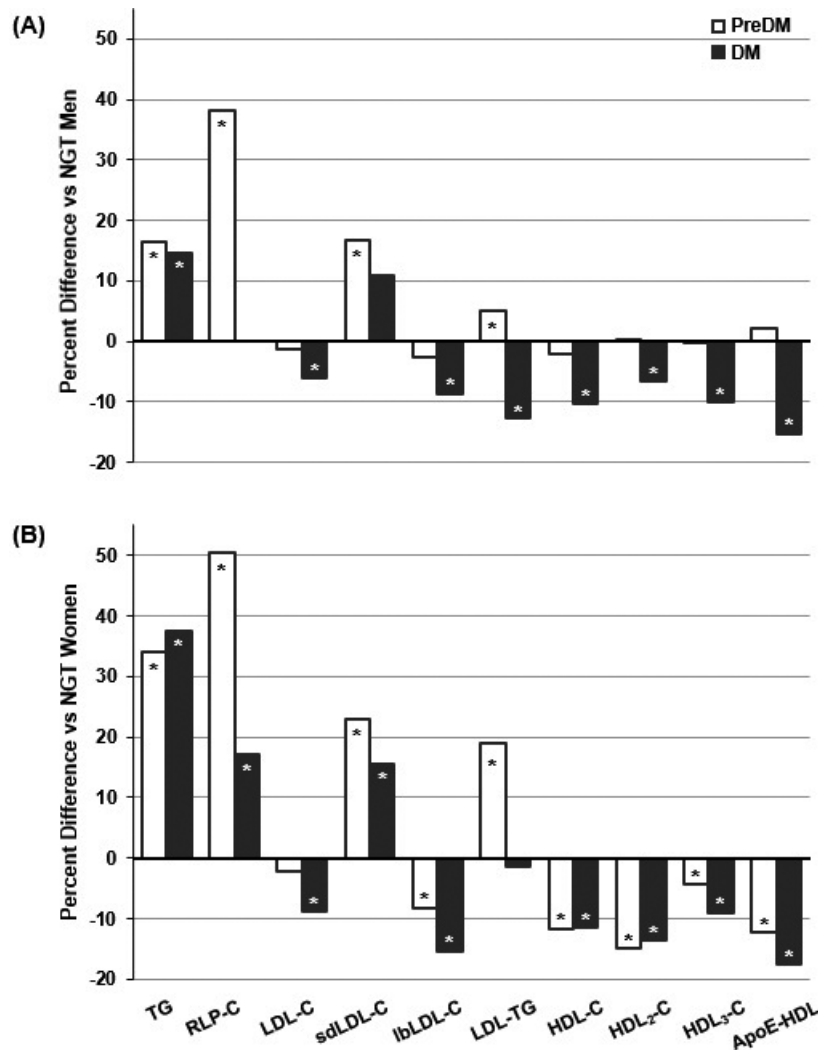 (A)
PreDM
DM
Percent Difference vs NGT Men
50
40
30
20
10
0
-10
-20
* * * * * * * * * * * * *
(B)
Percent Difference vs NGT Women
50
40
30
20
10
0
-10
-20
* * * * * * * * * * * * * * * * * *
TG
RLP-C
LDL-C
sdLDL-C
lbLDL-C
LDL-TG
HDL-C
HDL₂-C
HDL₃-C
ApoE-HDL